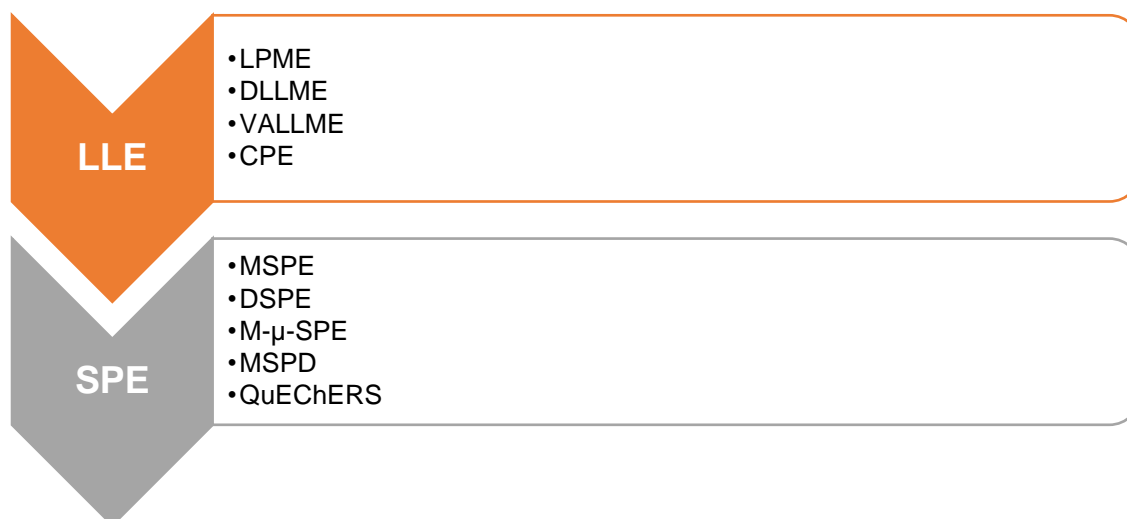 LLE
•LPME
•DLLME
•VALLME
•CPE
SPE
•MSPE
•DSPE
•M-µ-SPE
•MSPD
•QuEChERS